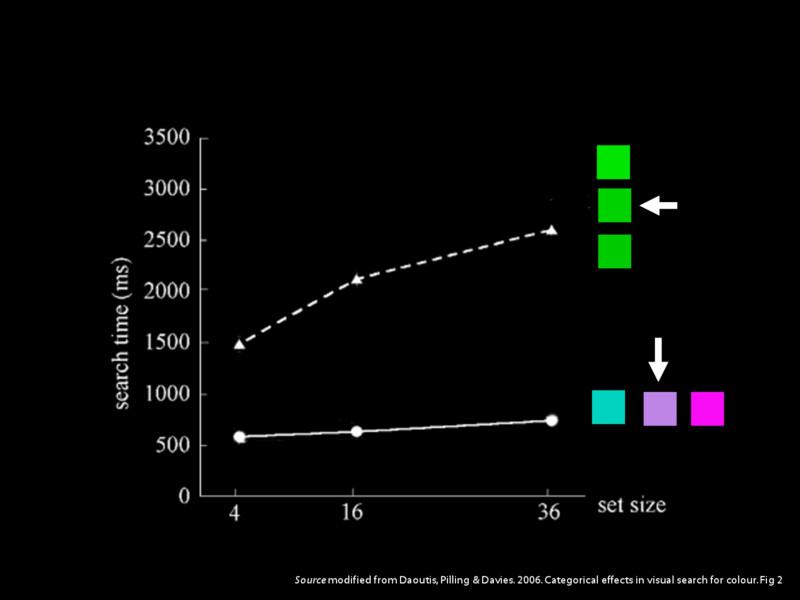 3500
3000
2500
2000
1500
1000
500
0
search time (ms)
4 16 36
set size
Source modified from Daoutis, Pilling & Davies. 2006. Categorical effects in visual search for colour. Fig 2